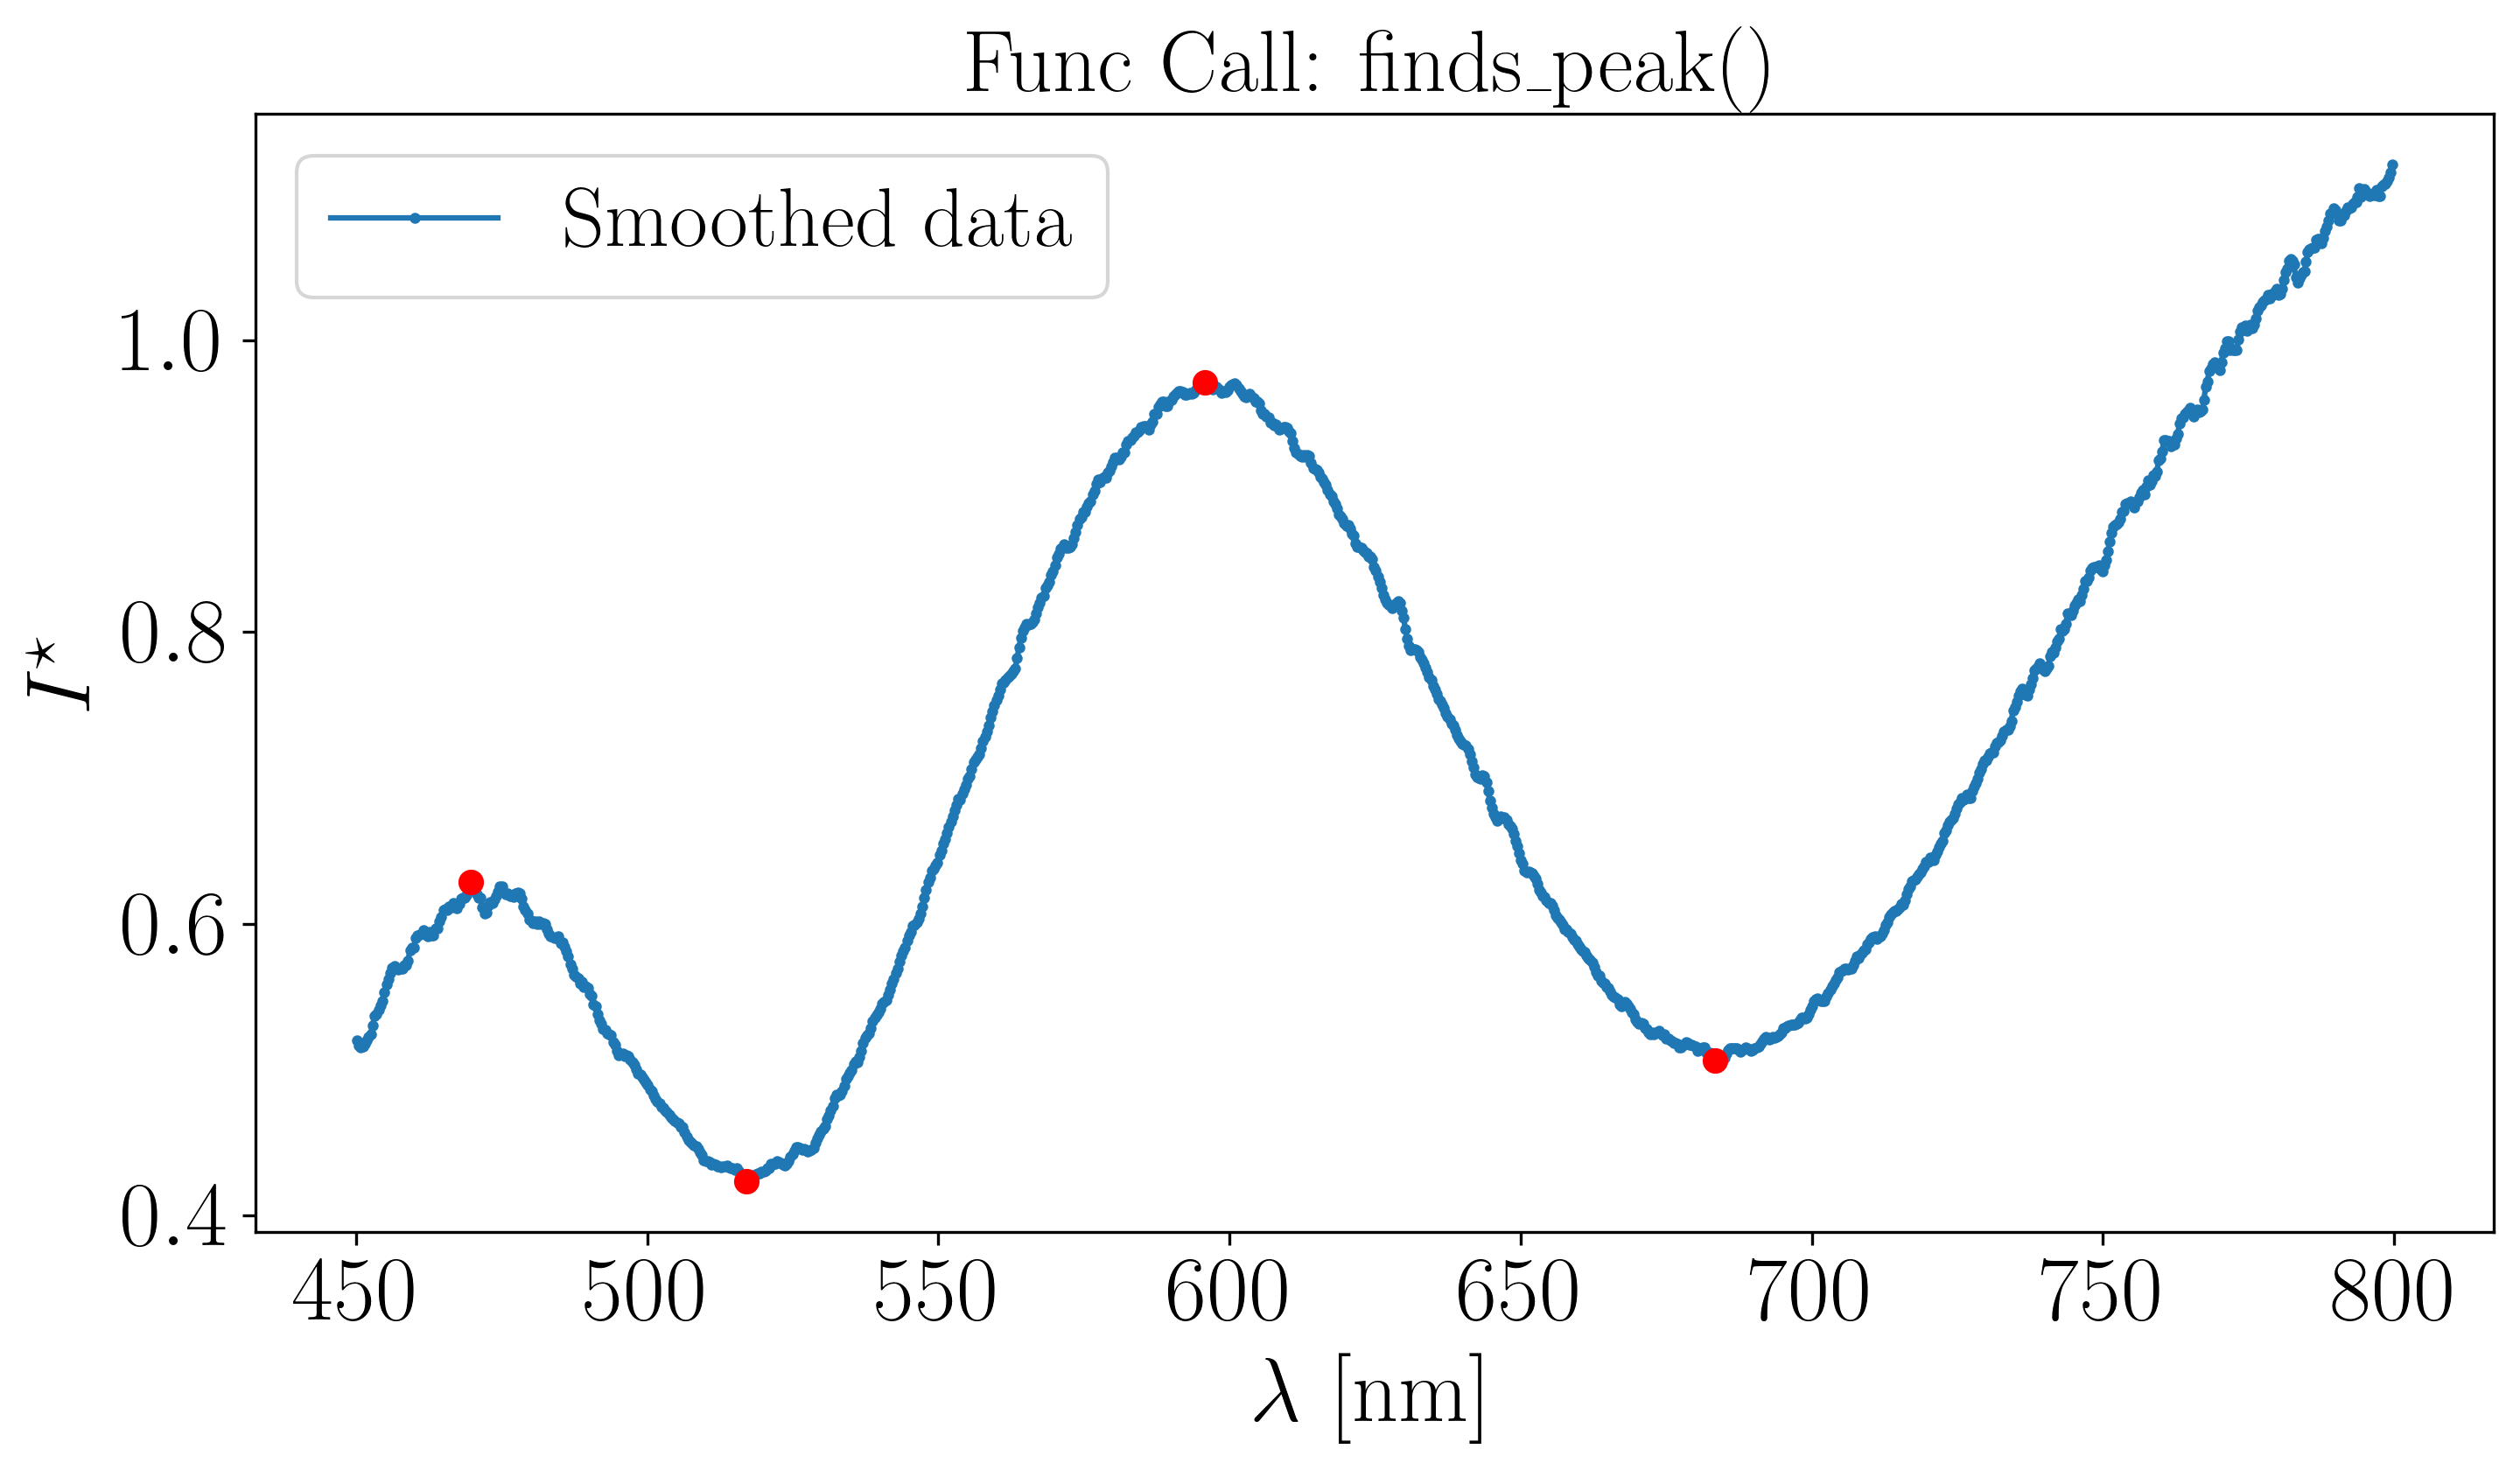 Func Call: finds_peak()
Smoothed data
1.0
0.8
0.6
0.4
I⋆
450 500 550 600 650 700 750 800
λ [nm]